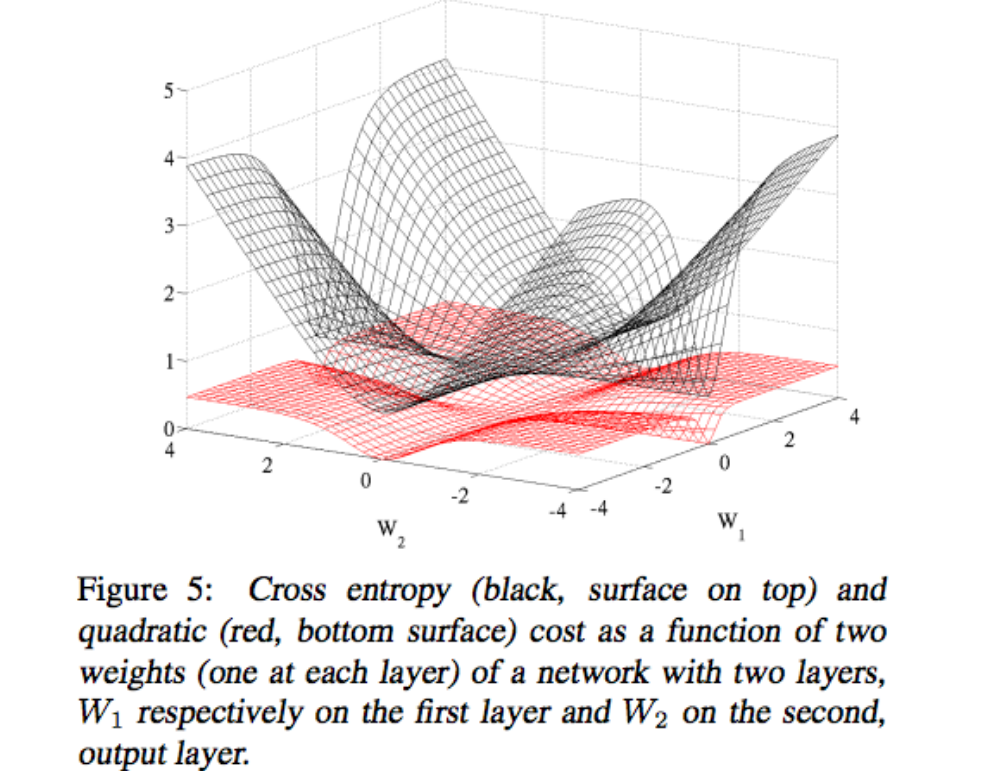 5
4
3
2
1
0
4
2
0
-2
-4
-4
-2
0
2
4
W2
W1
Figure 5: Cross entropy (black, surface on top) and
quadratic (red, bottom surface) cost as a function of two
weights (one at each layer) of a network with two layers,
W1 respectively on the first layer and W2 on the second,
output layer.